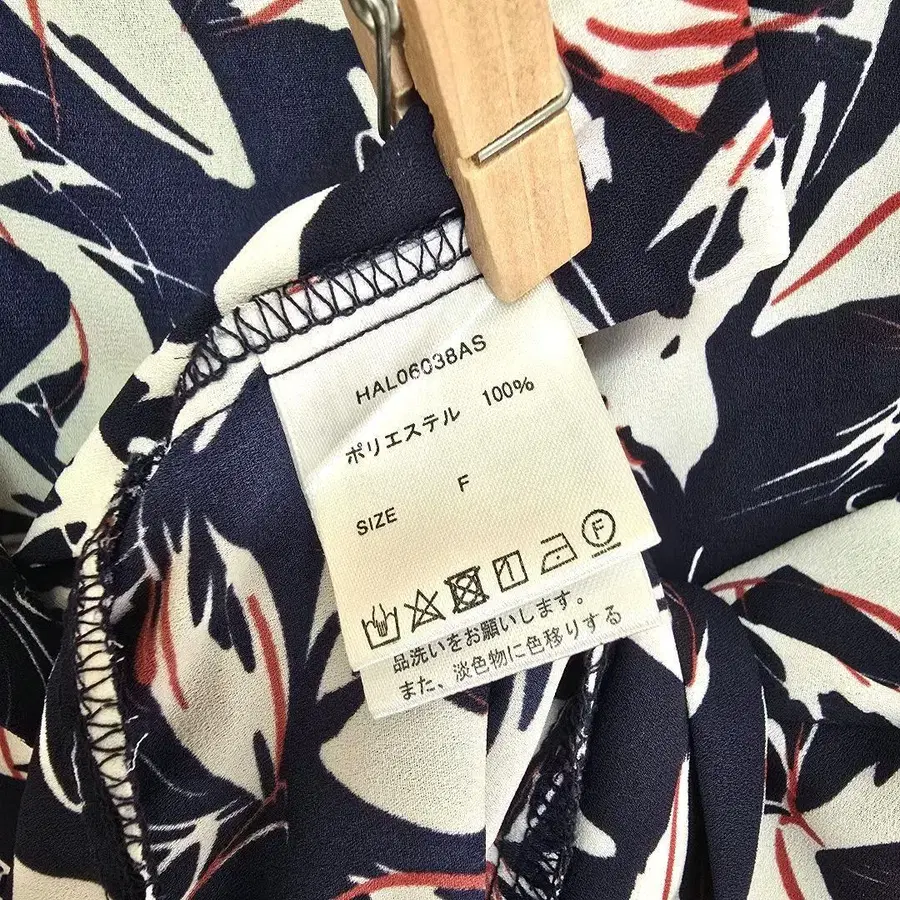 HAL06038AS
ポリエステル 100%
SIZE F
F
品洗いをお願いします。
また、淡色物に色移りする